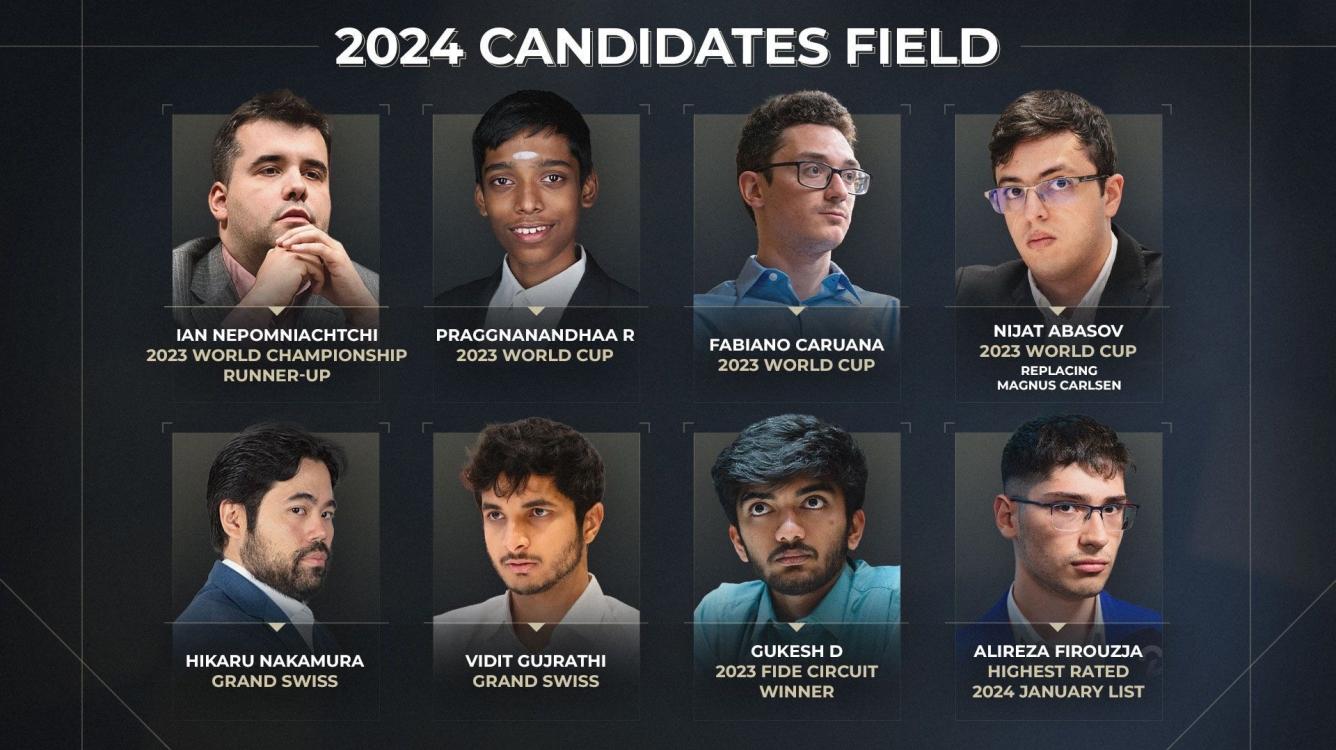 2024 CANDIDATES FIELD
IAN NEPOMNIACHTCHI
2023 WORLD CHAMPIONSHIP
RUNNER-UP
PRAGGNANANDHAA R
2023 WORLD CUP
FABIANO CARUANA
2023 WORLD CUP
NIJAT ABASOV
2023 WORLD CUP
REPLACING
MAGNUS CARLSEN
HIKARU NAKAMURA
GRAND SWISS
VIDIT GUJRATHI
GRAND SWISS
GUKESH D
2023 FIDE CIRCUIT
WINNER
ALIREZA FIROUZJA
HIGHEST RATED
2024 JANUARY LIST